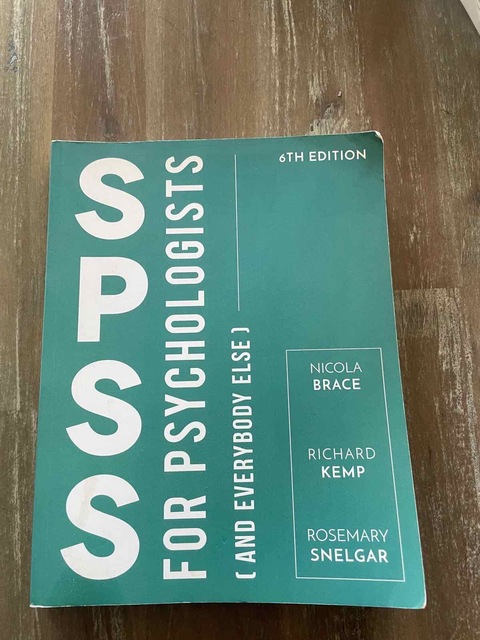 SPSS
FOR PSYCHOLOGISTS
(AND EVERYBODY ELSE)
6TH EDITION
NICOLA
BRACE
RICHARD
KEMP
ROSEMARY
SNELGAR